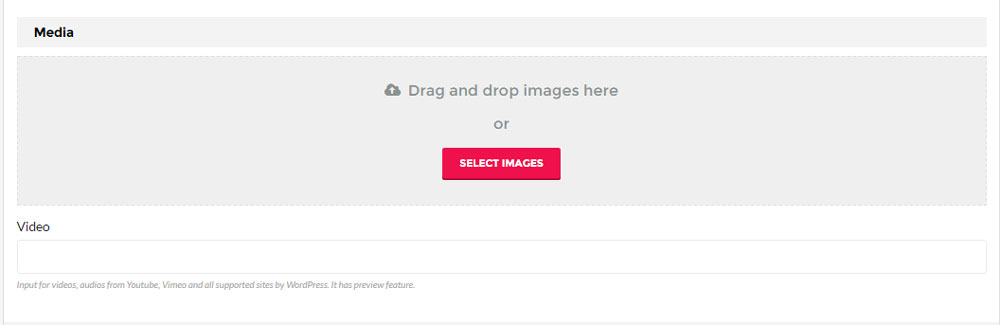 Media
Drag and drop images here
or
SELECT IMAGES
Video
Input for videos, audios from Youtube, Vimeo and all supported sites by WordPress. It has preview feature.